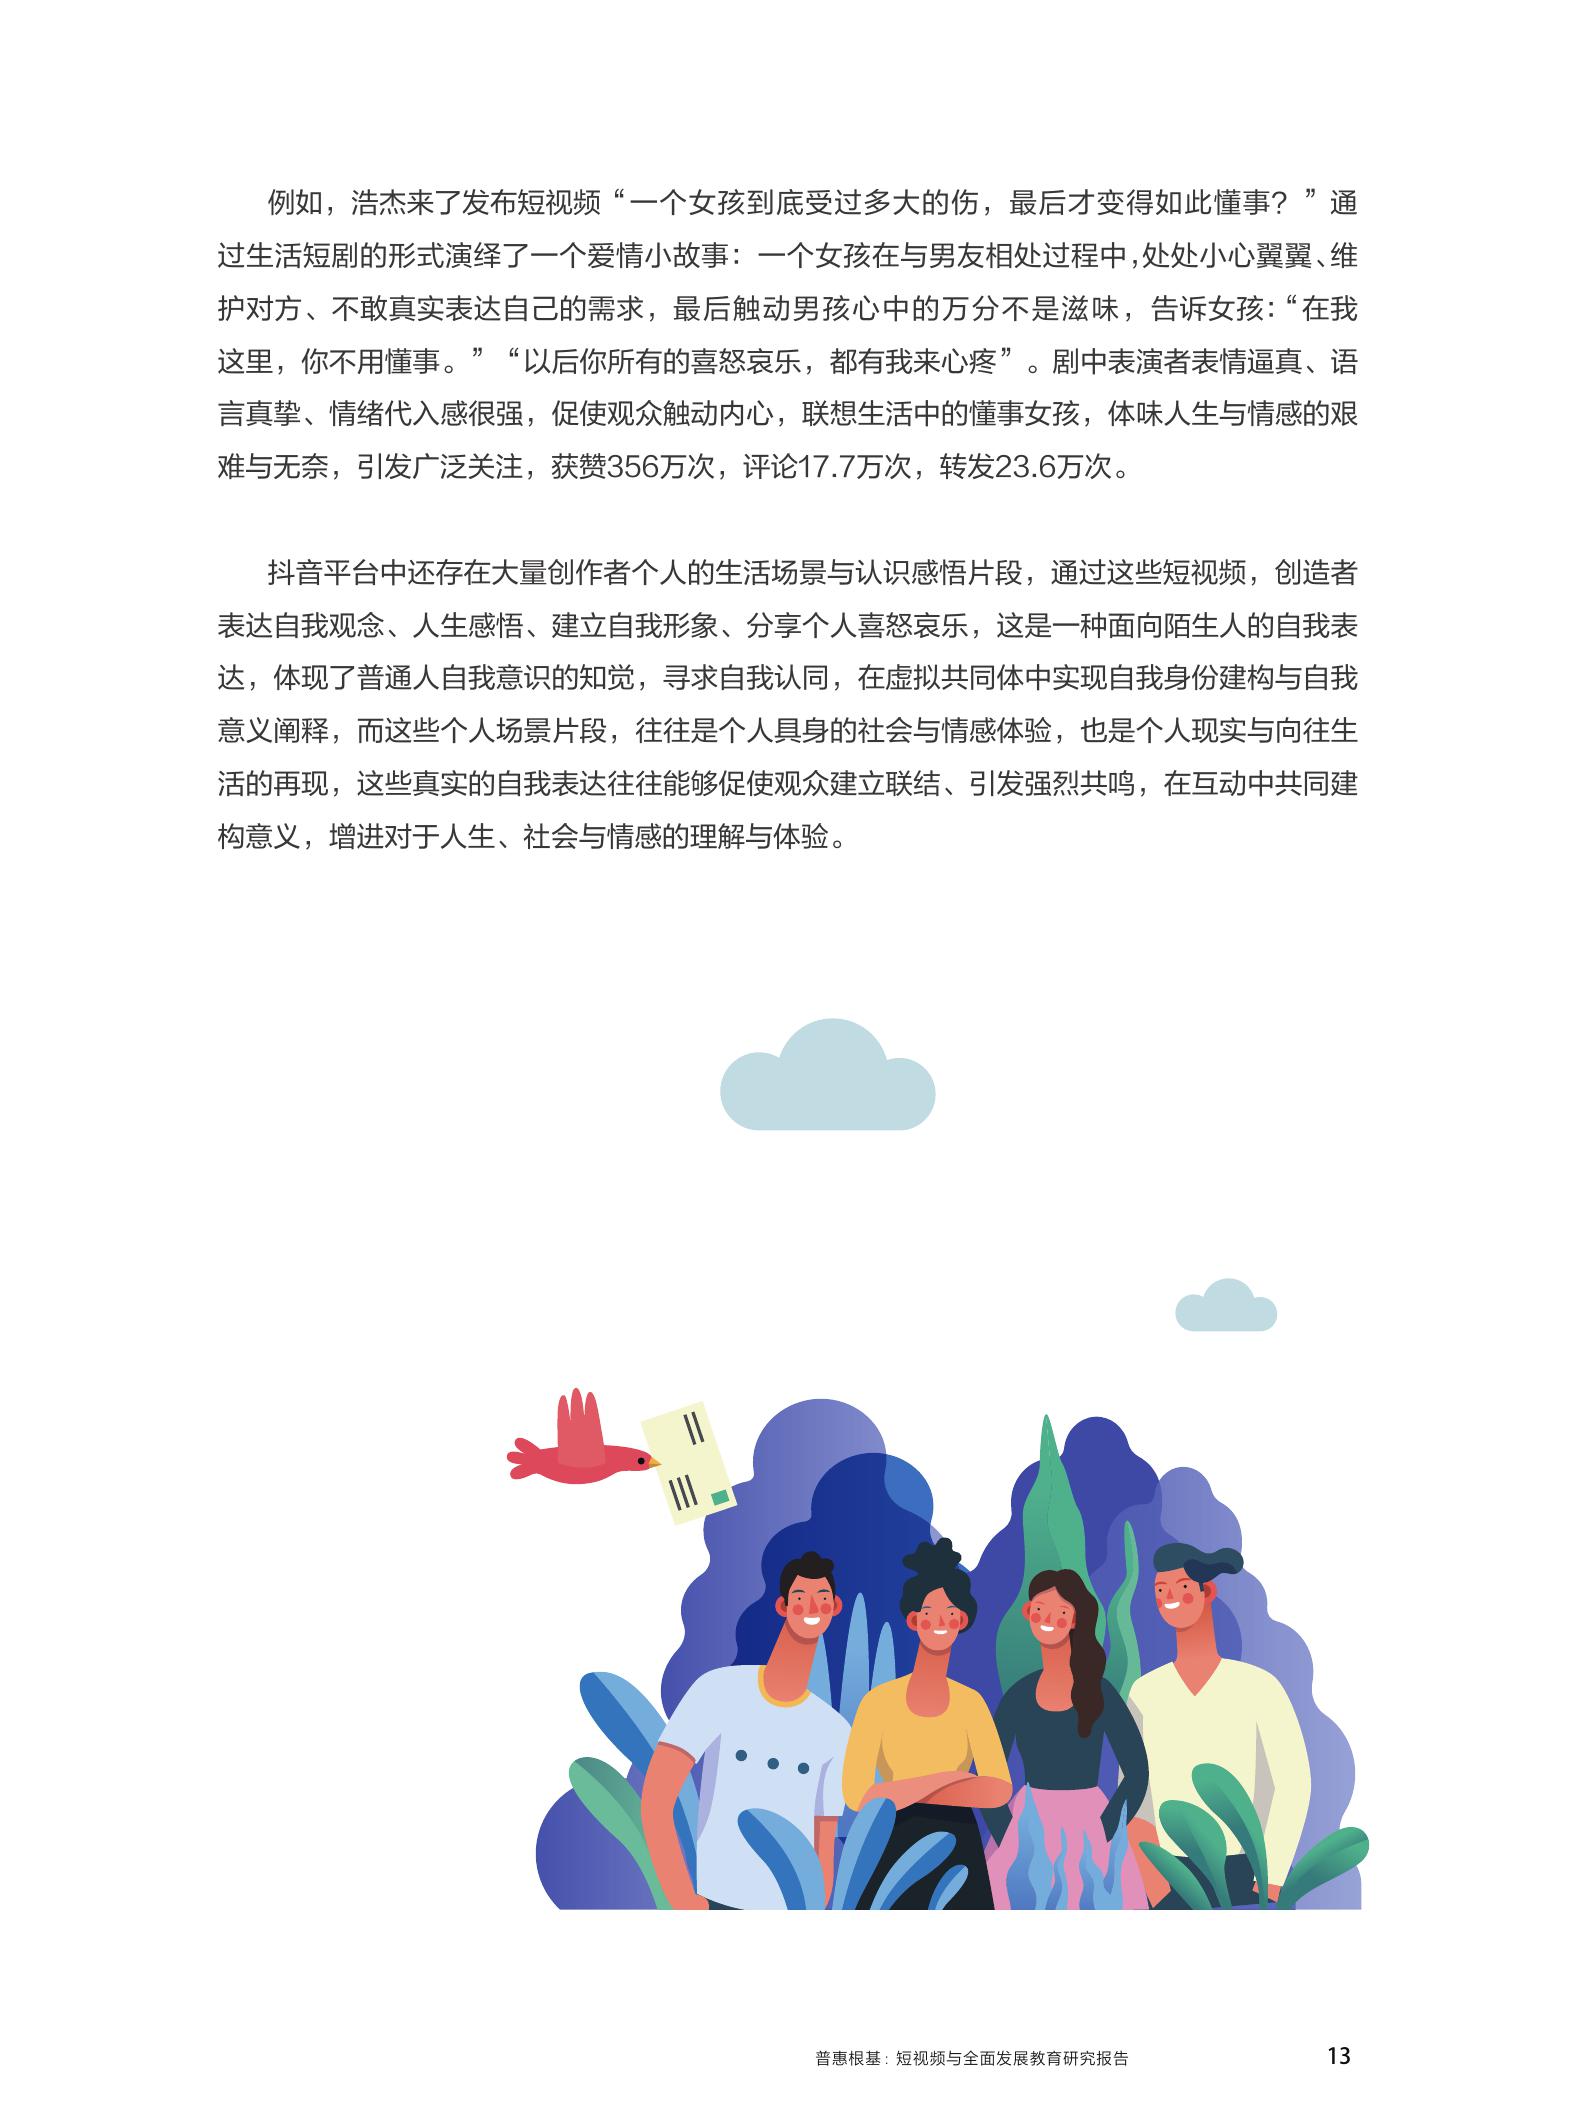 例如，浩杰来了发布短视频“一个女孩到底受过多大的伤，最后才变得如此懂事？”通
过生活短剧的形式演绎了一个爱情小故事：一个女孩在与男友相处过程中，处处小心翼翼、维
护对方、不敢真实表达自己的需求，最后触动男孩心中的万分不是滋味，告诉女孩：“在我
这里，你不用懂事。”“以后你所有的喜怒哀乐，都有我来心疼”。剧中表演者表情逼真、语
言真挚、情绪代入感很强，促使观众触动内心，联想生活中的懂事女孩，体味人生与情感的艰
难与无奈，引发广泛关注，获赞356万次，评论17.7万次，转发23.6万次。
抖音平台中还存在大量创作者个人的生活场景与认识感悟片段，通过这些短视频，创造者
表达自我观念、人生感悟、建立自我形象、分享个人喜怒哀乐，这是一种面向陌生人的自我表
达，体现了普通人自我意识的知觉，寻求自我认同，在虚拟共同体中实现自我身份建构与自我
意义阐释，而这些个人场景片段，往往是个人具身的社会与情感体验，也是个人现实与向往生
活的再现，这些真实的自我表达往往能够促使观众建立联结、引发强烈共鸣，在互动中共同建
构意义，增进对于人生、社会与情感的理解与体验。
普惠根基：短视频与全面发展教育研究报告 13